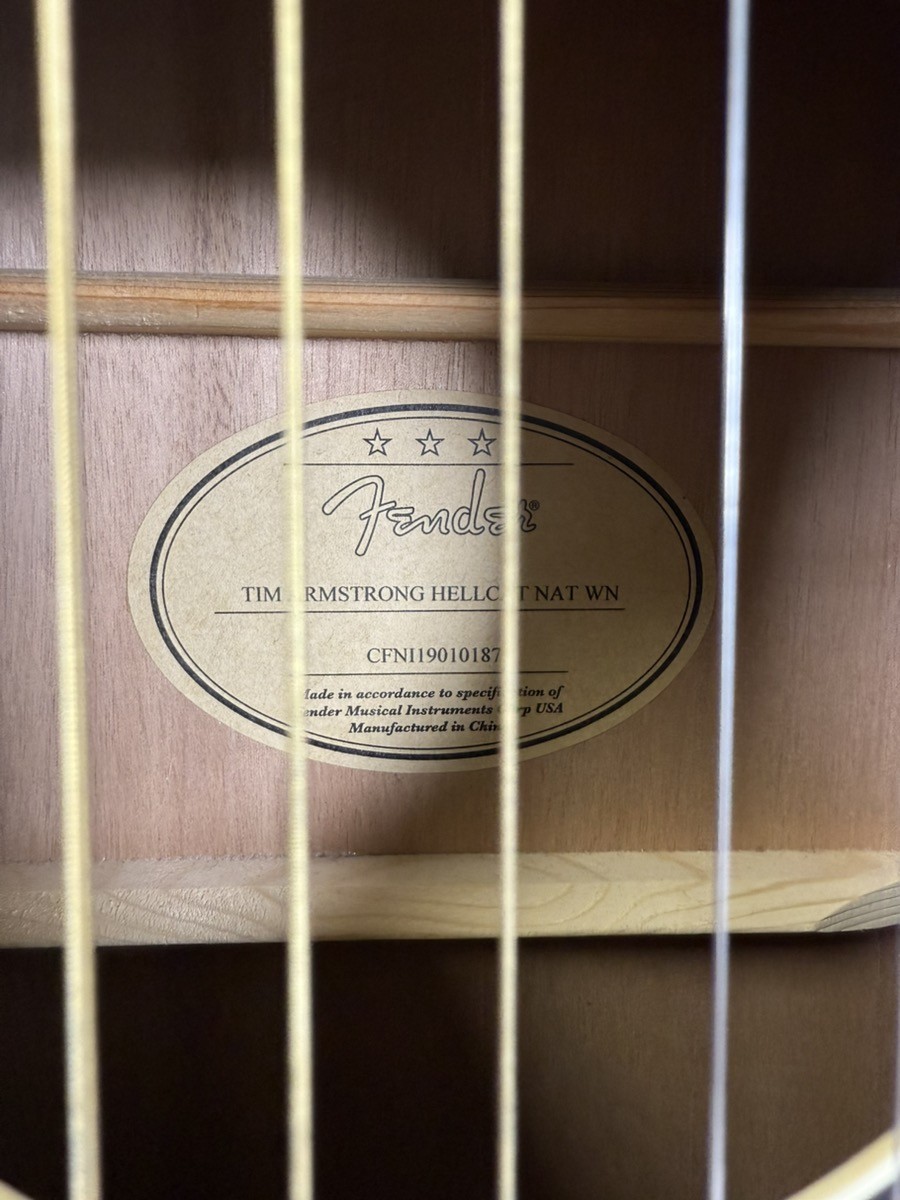 Fender®
TIM ARMSTRONG HELLCAT NAT WN
CFNI19010187
Made in accordance to specification of
Fender Musical Instruments Corp USA
Manufactured in China